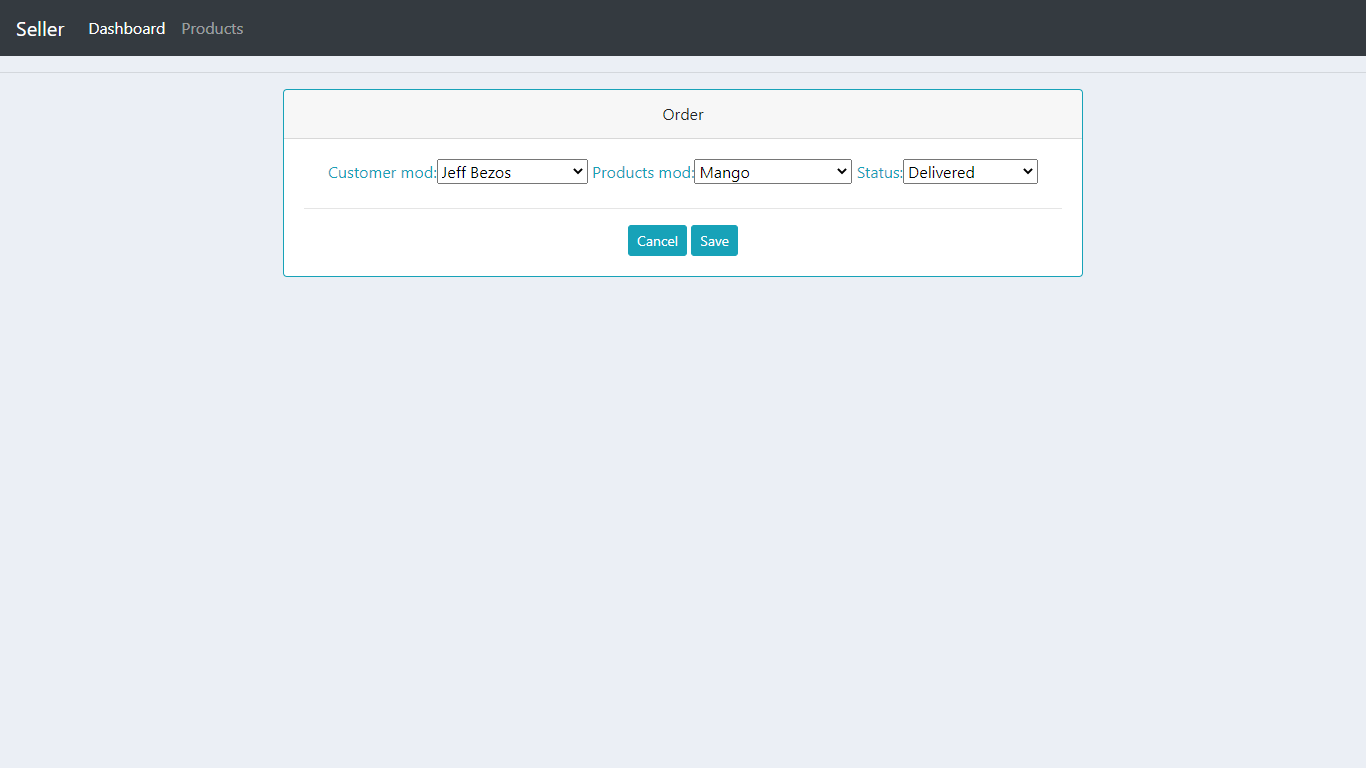 Seller Dashboard Products
Order
Customer mod: Jeff Bezos Products mod: Mango Status: Delivered
Cancel Save